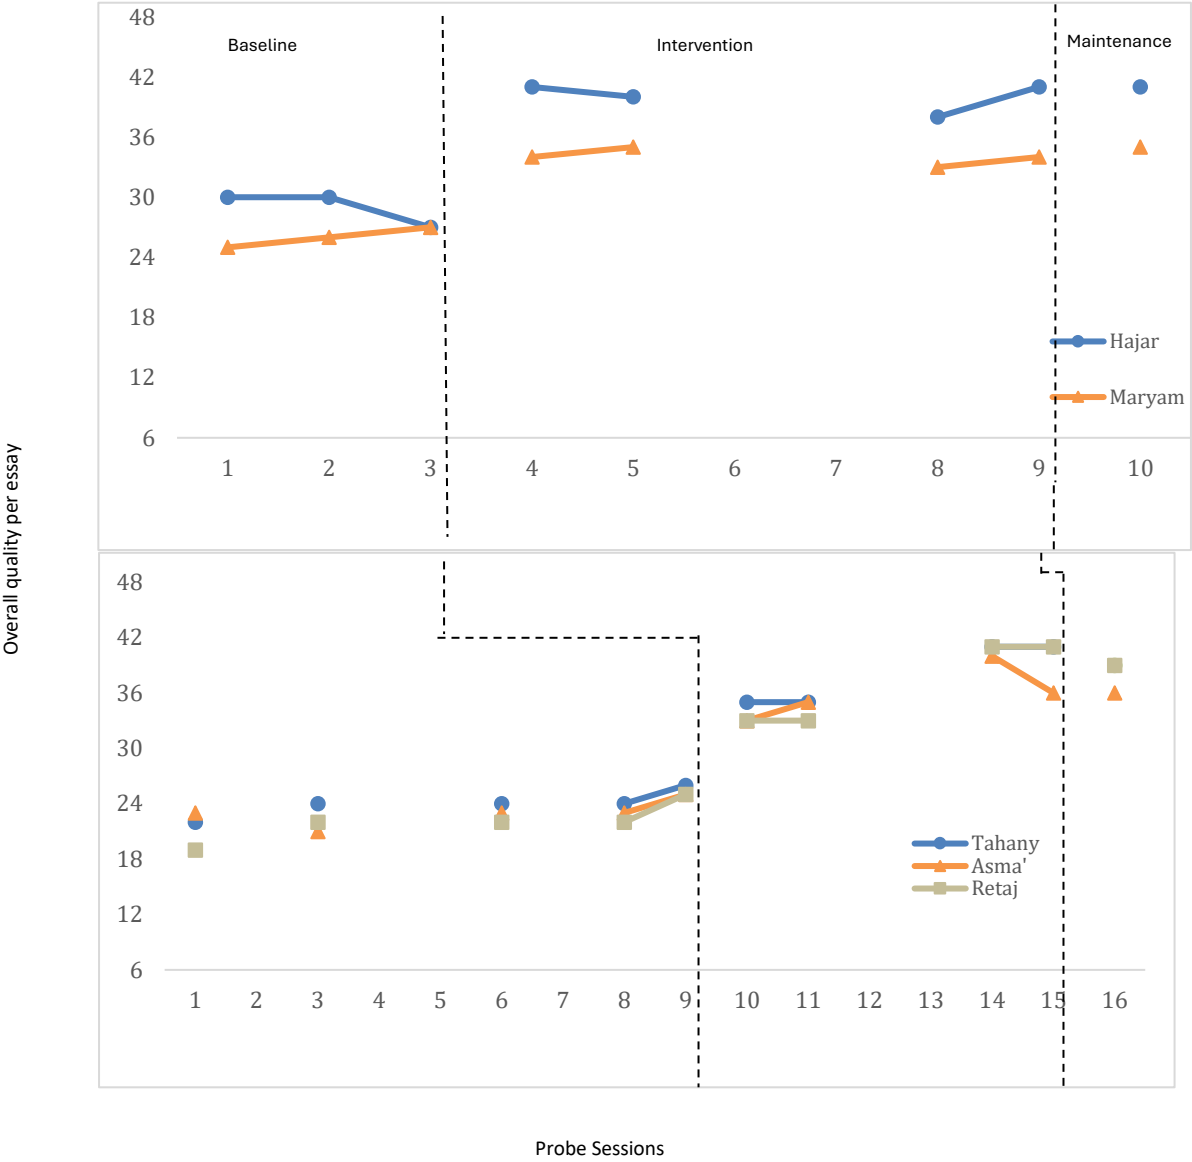 48
Baseline
Intervention
Maintenance
42
36
30
24
18
Hajar
12
Maryam
6
1 2 3 4 5 6 7 8 9 10
Overall quality per essay
48
42
36
30
24
18
Tahany
Asma'
Retaj
12
6
1 2 3 4 5 6 7 8 9 10 11 12 13 14 15 16
Probe Sessions